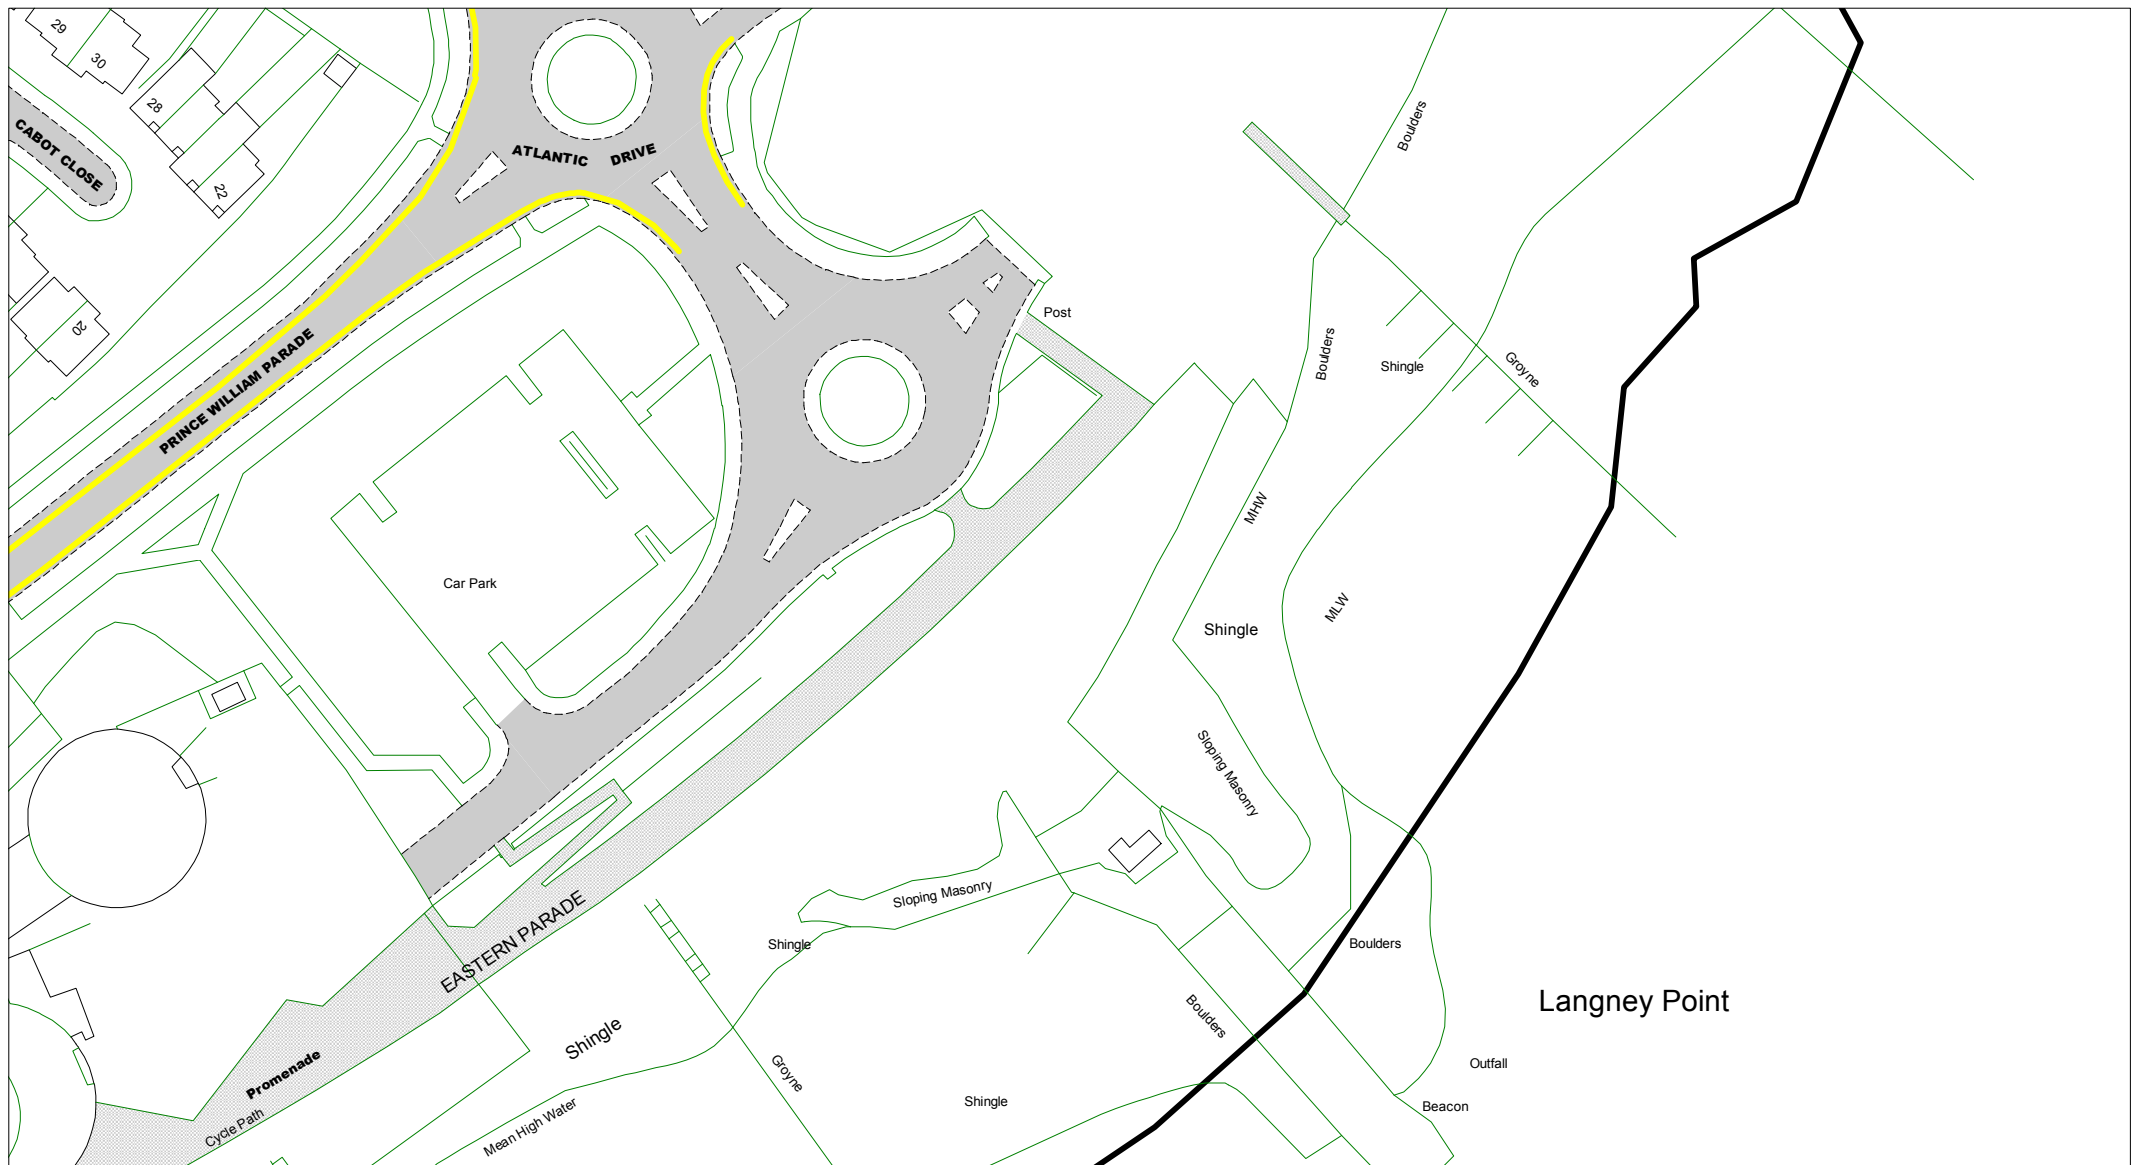 29
30
28
22
20
CABOT CLOSE
ATLANTIC DRIVE
PRINCE WILLIAM PARADE
Post
Boulders
Boulders
Shingle
Groyne
MHW
MLW
Car Park
Shingle
Sloping Masonry
Sloping Masonry
Shingle
EASTERN PARADE
Boulders
Langney Point
Boulders
Shingle
Groyne
Outfall
Promenade
Cycle Path
Mean High Water
Shingle
Beacon